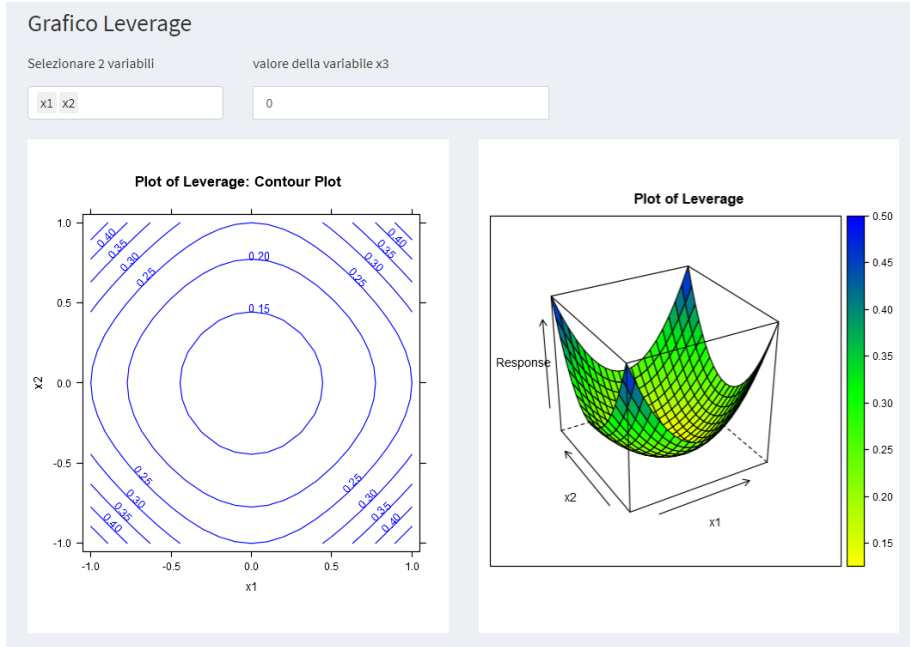 Grafico Leverage
Selezionare 2 variabili
valore della variabile x3
x1 x2
0
Plot of Leverage: Contour Plot
1.0
0.5
0.0
-0.5
-1.0
x2
0.40
0.35
0.30
0.25
0.40
0.35
0.30
0.25
0.20
0.15
0.25
0.30
0.35
0.40
0.25
0.30
0.35
0.40
-1.0 -0.5 0.0 0.5 1.0
x1
Plot of Leverage
Response
x2
x1
0.50
0.45
0.40
0.35
0.30
0.25
0.20
0.15